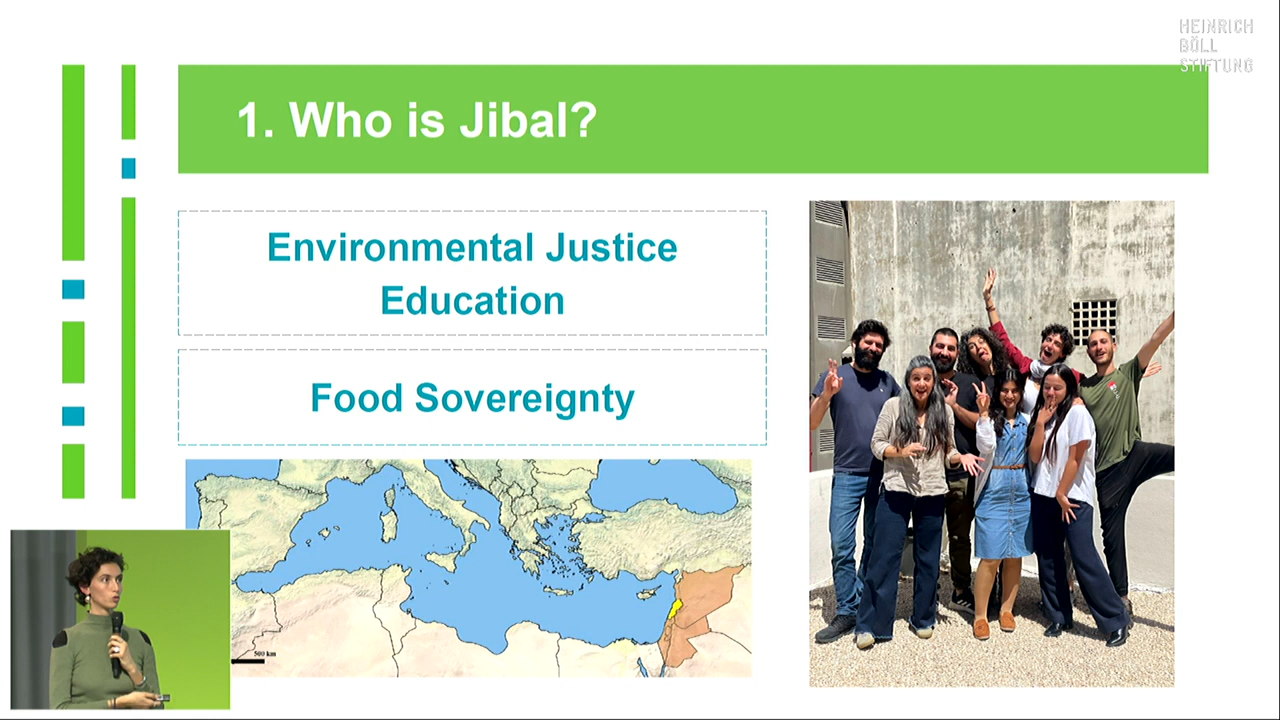 HEINRICH
BÖLL
STIFTUNG
1. Who is Jibal?
Environmental Justice
Education
Food Sovereignty
500 km